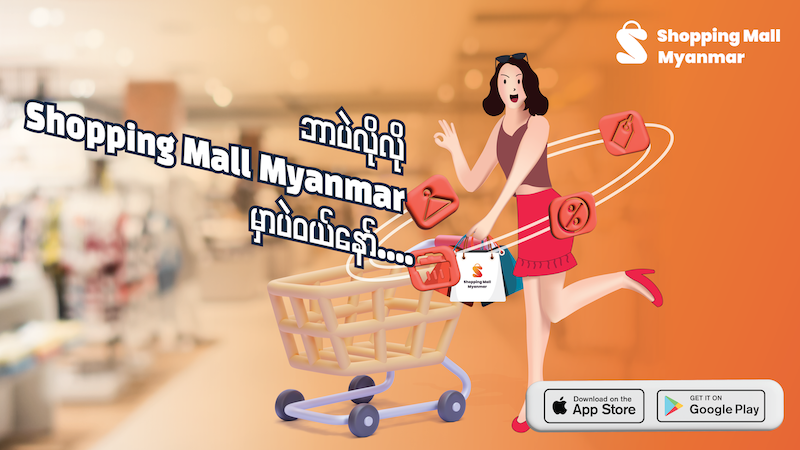 Shopping Mall
Myanmar
ဘာပဲလိုလို
Shopping Mall Myanmar
မှာပဲဝယ်နော်....
Shopping Mall
Myanmar
Download on the
App Store
GET IT ON
Google Play